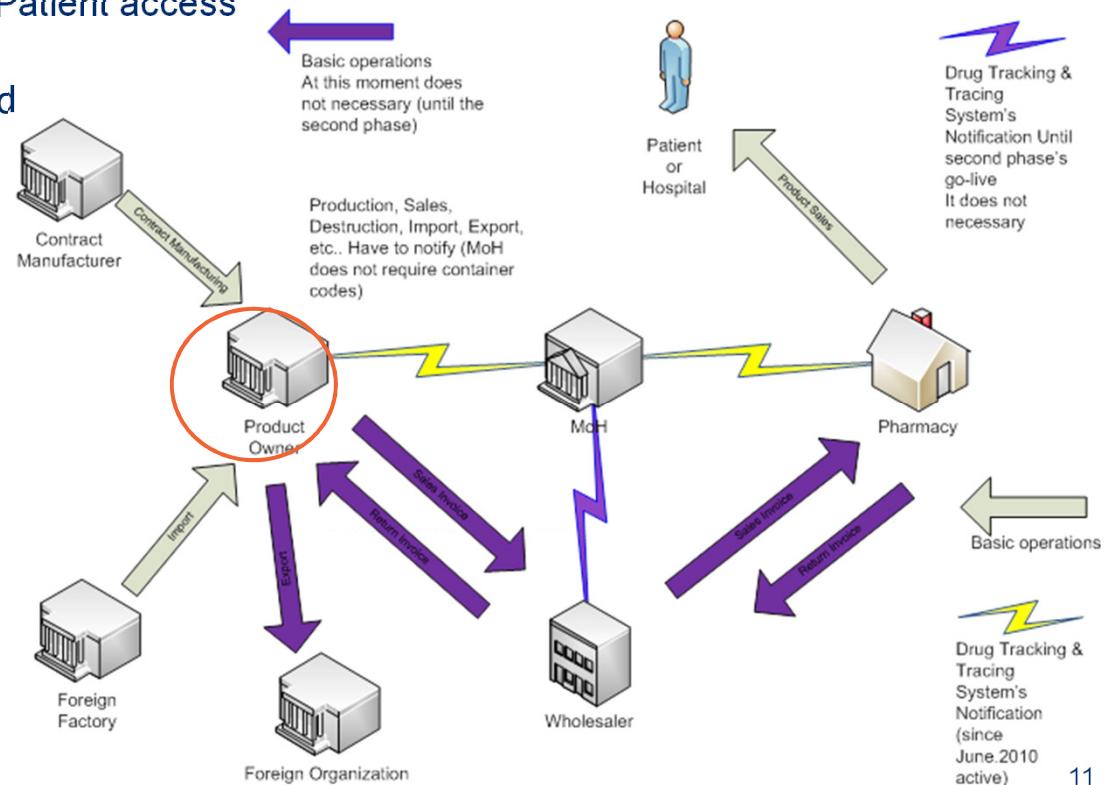 Patient access
d
Basic operations
At this moment does
not necessary (until the
second phase)
Patient
or
Hospital
Drug Tracking &
Tracing
System's
Notification Until
second phase's
go-live
It does not
necessary
Contract
Manufacturer
Contract Manufacturing
Production, Sales,
Destruction, Import, Export,
etc.. Have to notify (MoH
does not require container
codes)
Product Sales
Product
Owner
MoH
Pharmacy
Import
Export
Sales Invoice
Return Invoice
Sales Invoice
Return Invoice
Basic operations
Foreign
Factory
Foreign Organization
Wholesaler
Drug Tracking &
Tracing
System's
Notification
(since
June.2010
active)
11